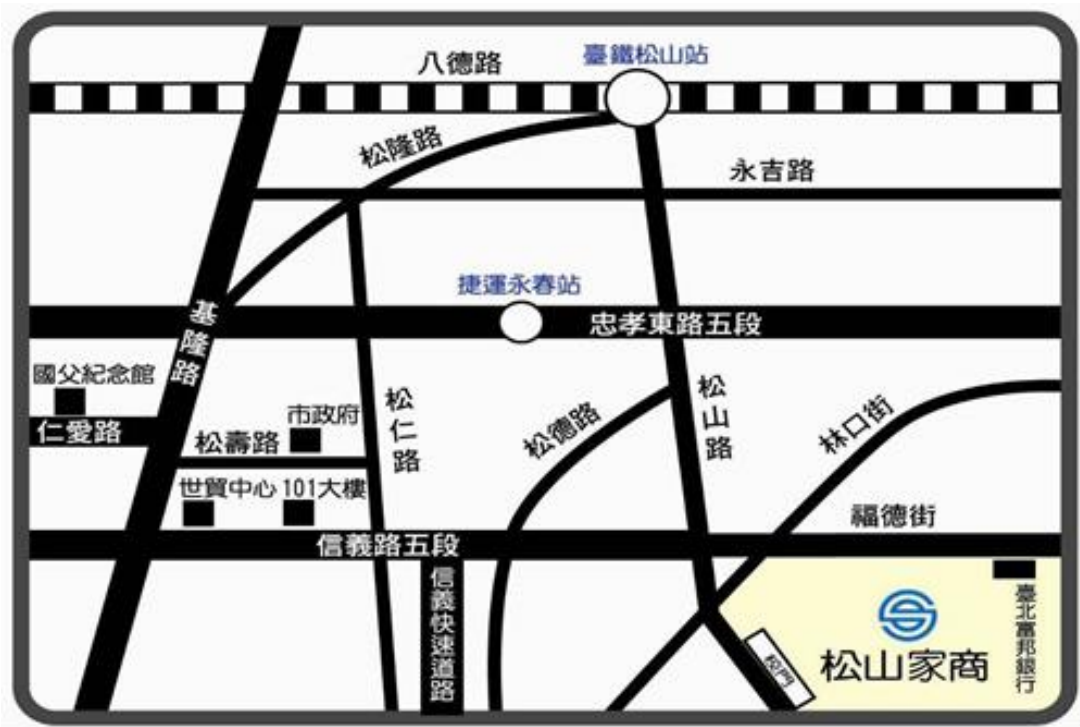 八德路
臺鐵松山站
松隆路
永吉路
捷運永春站
忠孝東路五段
基隆路
國父紀念館
仁愛路
市政府
松壽路
松仁路
松德路
松山路
林口街
世貿中心
101大樓
福德街
信義路五段
信義快速道路
臺北富邦銀行
松山家商
校門